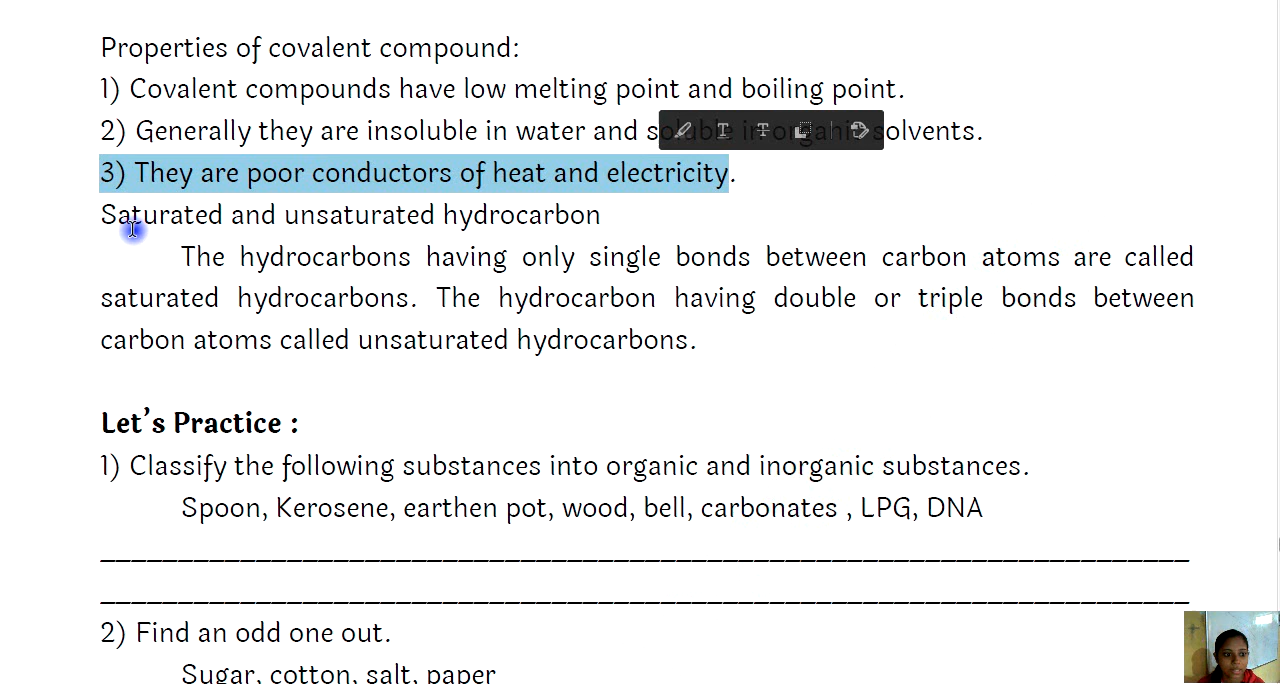 Properties of covalent compound:
1) Covalent compounds have low melting point and boiling point.
2) Generally they are insoluble in water and soluble in organic solvents.
3) They are poor conductors of heat and electricity.
Saturated and unsaturated hydrocarbon
The hydrocarbons having only single bonds between carbon atoms are called
saturated hydrocarbons. The hydrocarbon having double or triple bonds between
carbon atoms called unsaturated hydrocarbons.
Let's Practice :
1) Classify the following substances into organic and inorganic substances.
Spoon, Kerosene, earthen pot, wood, bell, carbonates , LPG, DNA
2) Find an odd one out.
Sugar, cotton, salt, paper